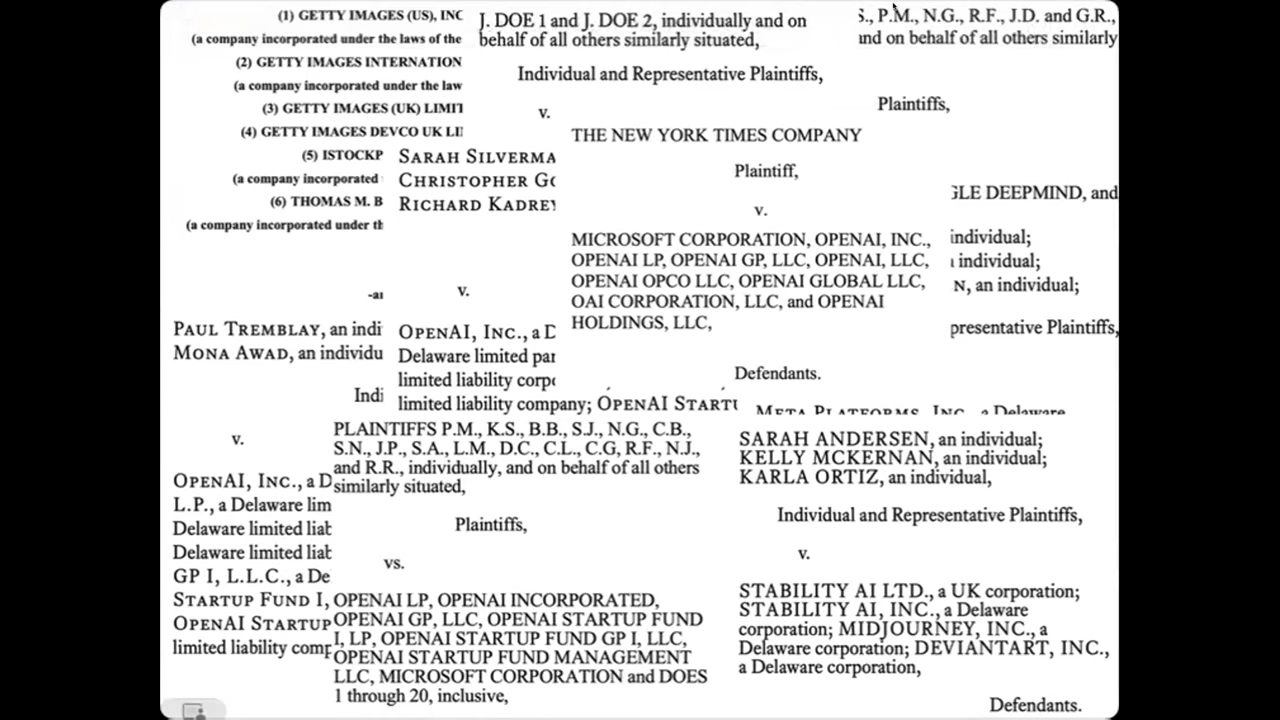 (1) GETTY IMAGES (US), INC
(a company incorporated under the laws of the
(2) GETTY IMAGES INTERNATION
(a company incorporated under the law
(3) GETTY IMAGES (UK) LIMIT
(4) GETTY IMAGES DEVCO UK LI
(5) ISTOCKP
(a company incorporated
(6) THOMAS M. B
(a company incorporated under th
J. DOE 1 and J. DOE 2, individually and on
behalf of all others similarly situated,
Individual and Representative Plaintiffs,
v.
P.M., N.G., R.F., J.D. and G.R.,
and on behalf of all others similarly
Plaintiffs,
SARAH SILVERMA
CHRISTOPHER GO
RICHARD KADREY
v.
OPENAI, INC., a D
Delaware limited par
limited liability corpo
limited liability company; OPENAI STARTU
THE NEW YORK TIMES COMPANY
Plaintiff,
v.
MICROSOFT CORPORATION, OPENAI, INC.,
OPENAI LP, OPENAI GP, LLC, OPENAI, LLC,
OPENAI OPCO LLC, OPENAI GLOBAL LLC,
OAI CORPORATION, LLC, and OPENAI
HOLDINGS, LLC,
Defendants.
GLE DEEPMIND, and
individual;
individual;
N, an individual;
presentative Plaintiffs,
META PLATFORMS, INC., a Delaware
PAUL TREMBLAY, an indi
MONA AWAD, an individu
Indi
v.
OPENAI, INC., a D
L.P., a Delaware lim
Delaware limited liab
Delaware limited liab
GP I, L.L.C., a De
STARTUP FUND I,
OPENAI STARTUP
limited liability comp
PLAINTIFFS P.M., K.S., B.B., S.J., N.G., C.B.,
S.N., J.P., S.A., L.M., D.C., C.L., C.G, R.F., N.J.,
and R.R., individually, and on behalf of all others
similarly situated,
Plaintiffs,
vs.
OPENAI LP, OPENAI INCORPORATED,
OPENAI GP, LLC, OPENAI STARTUP FUND
I, LP, OPENAI STARTUP FUND GP I, LLC,
OPENAI STARTUP FUND MANAGEMENT
LLC, MICROSOFT CORPORATION and DOES
1 through 20, inclusive,
SARAH ANDERSEN, an individual;
KELLY MCKERNAN, an individual;
KARLA ORTIZ, an individual,
Individual and Representative Plaintiffs,
v.
STABILITY AI LTD., a UK corporation;
STABILITY AI, INC., a Delaware
corporation; MIDJOURNEY, INC., a
Delaware corporation; DEVIANTART, INC.,
a Delaware corporation,
Defendants.